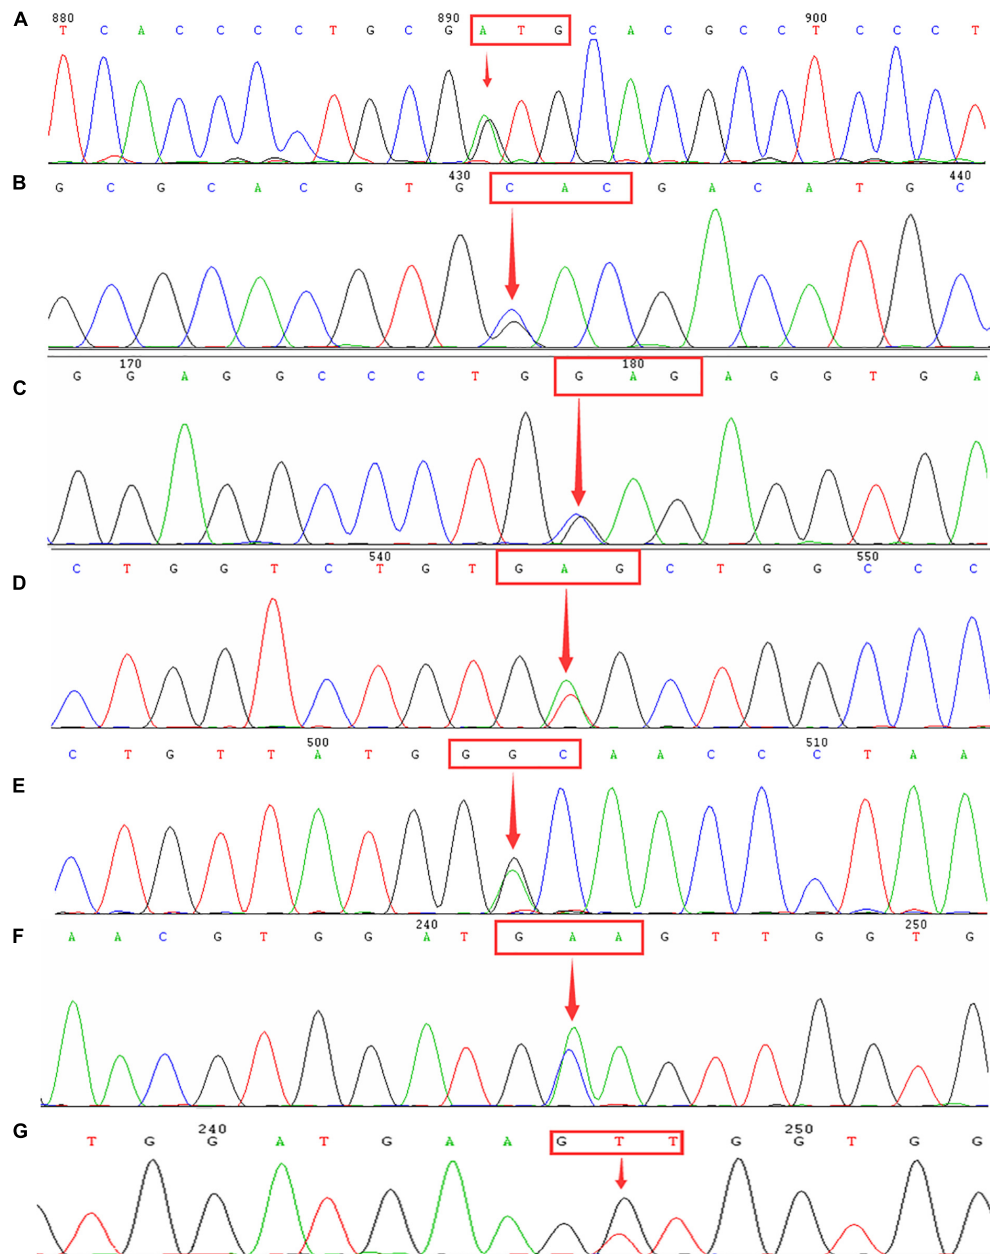 A
880 890 900
T C A C C C C T G C G A T G C A C G C C T C C C T
B
430 440
G C G C A C G T G C A C G A C A T G C
C
170 180
G G A G G C C C T G G A G A G G T G A
D
540 550
C T G G T C T G T G A G C T G G C C C
E
500 510
C T G T T A T G G G C A A C C C T A A
F
240 250
A A C G T G G A T G A A G T T G G T G
G
240 250
T G G A T G A A G T T G G T G G